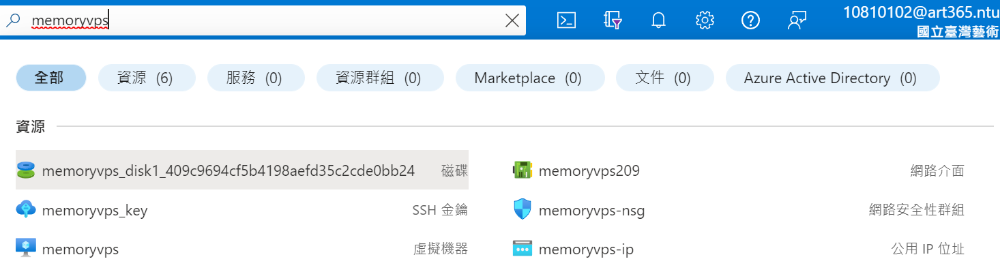 memoryvps
10810102@art365.ntu
國立臺灣藝術
全部 資源 (6) 服務 (0) 資源群組 (0) Marketplace (0) 文件 (0) Azure Active Directory (0)
資源
memoryvps_disk1_409c9694cf5b4198aefd35c2cde0bb24 磁碟
memoryvps209 網路介面
memoryvps_key SSH 金鑰
memoryvps-nsg 網路安全性群組
memoryvps 虛擬機器
memoryvps-ip 公用 IP 位址